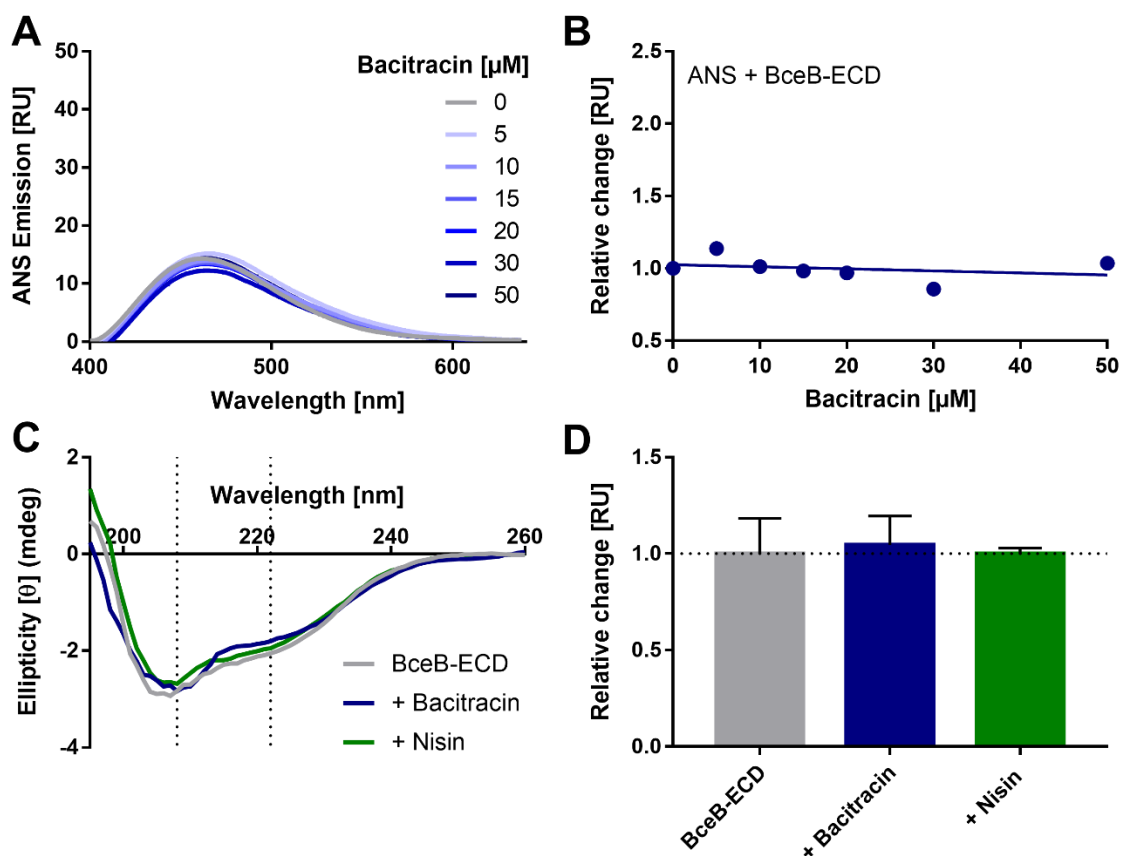 A
50
40
30
20
10
0
ANS Emission [RU]
400
500
600
Wavelength [nm]
Bacitracin [µM]
0
5
10
15
20
30
50
B
2.5
2.0
1.5
1.0
0.5
Relative change [RU]
ANS + BceB-ECD
0
10
20
30
40
50
Bacitracin [µM]
C
2
0
-2
-4
Ellipticity [θ] (mdeg)
Wavelength [nm]
200
220
240
260
BceB-ECD
+ Bacitracin
+ Nisin
D
1.5
1.0
0.5
0.0
Relative change [RU]
BceB-ECD
+ Bacitracin
+ Nisin